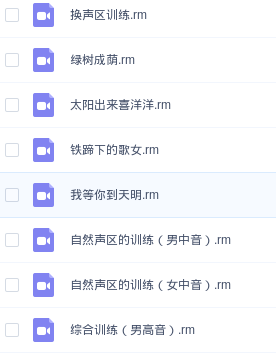 换声区训练.rm
绿树成荫.rm
太阳出来喜洋洋.rm
铁蹄下的歌女.rm
我等你到天明.rm
自然声区的训练（男中音）.rm
自然声区的训练（女中音）.rm
综合训练（男高音）.rm